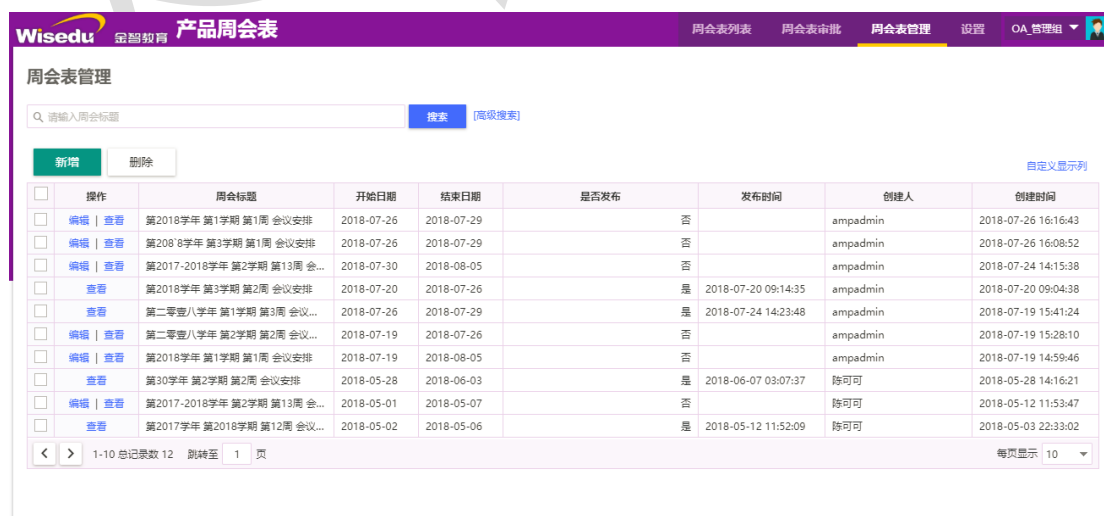 Wisedu 金智教育 产品周会表 周会表列表 周会表审批 周会表管理 设置 OA_管理组
周会表管理
请输入周会标题 搜索 [高级搜索]
新增 删除 自定义显示列
操作 周会标题 开始日期 结束日期 是否发布 发布时间 创建人 创建时间
编辑 | 查看 第2018学年 第1学期 第1周 会议安排 2018-07-26 2018-07-29 否 ampadmin 2018-07-26 16:16:43
编辑 | 查看 第208`8学年 第3学期 第1周 会议安排 2018-07-26 2018-07-29 否 ampadmin 2018-07-26 16:08:52
编辑 | 查看 第2017-2018学年 第2学期 第13周 会... 2018-07-30 2018-08-05 否 ampadmin 2018-07-24 14:15:38
查看 第2018学年 第3学期 第2周 会议安排 2018-07-20 2018-07-26 是 2018-07-20 09:14:35 ampadmin 2018-07-20 09:04:38
查看 第二零壹八学年 第1学期 第3周 会议... 2018-07-26 2018-07-29 是 2018-07-24 14:23:48 ampadmin 2018-07-19 15:41:24
编辑 | 查看 第二零壹八学年 第2学期 第2周 会议... 2018-07-19 2018-07-26 否 ampadmin 2018-07-19 15:28:10
编辑 | 查看 第2018学年 第1学期 第1周 会议安排 2018-07-19 2018-08-05 否 ampadmin 2018-07-19 14:59:46
查看 第30学年 第2学期 第2周 会议安排 2018-05-28 2018-06-03 是 2018-06-07 03:07:37 陈可可 2018-05-28 14:16:21
编辑 | 查看 第2017-2018学年 第2学期 第13周 会... 2018-05-01 2018-05-07 否 陈可可 2018-05-12 11:53:47
查看 第2017学年 第2018学期 第12周 会议... 2018-05-02 2018-05-06 是 2018-05-12 11:52:09 陈可可 2018-05-03 22:33:02
1-10 总记录数 12 跳转至 1 页 每页显示 10